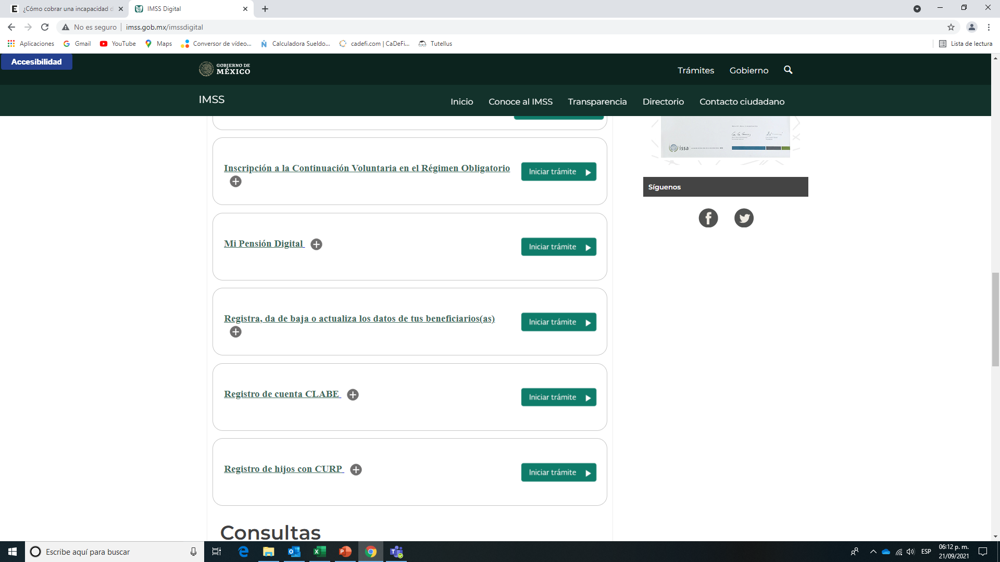 E ¿Cómo cobrar una incapacidad d
IMSS Digital
No es seguro | imss.gob.mx/imssdigital
Aplicaciones
Gmail
YouTube
Maps
Conversor de vídeo...
Calculadora Sueldo...
cadefi.com | CaDeFi...
Tutellus
Lista de lectura
Accesibilidad
GOBIERNO DE
MÉXICO
Trámites
Gobierno
IMSS
Inicio
Conoce al IMSS
Transparencia
Directorio
Contacto ciudadano
issa
Inscripción a la Continuación Voluntaria en el Régimen Obligatorio
Iniciar trámite
Síguenos
Mi Pensión Digital
Iniciar trámite
Registra, da de baja o actualiza los datos de tus beneficiarios(as)
Iniciar trámite
Registro de cuenta CLABE
Iniciar trámite
Registro de hijos con CURP
Iniciar trámite
Consultas
Escribe aquí para buscar
ESP
06:12 p. m.
21/09/2021